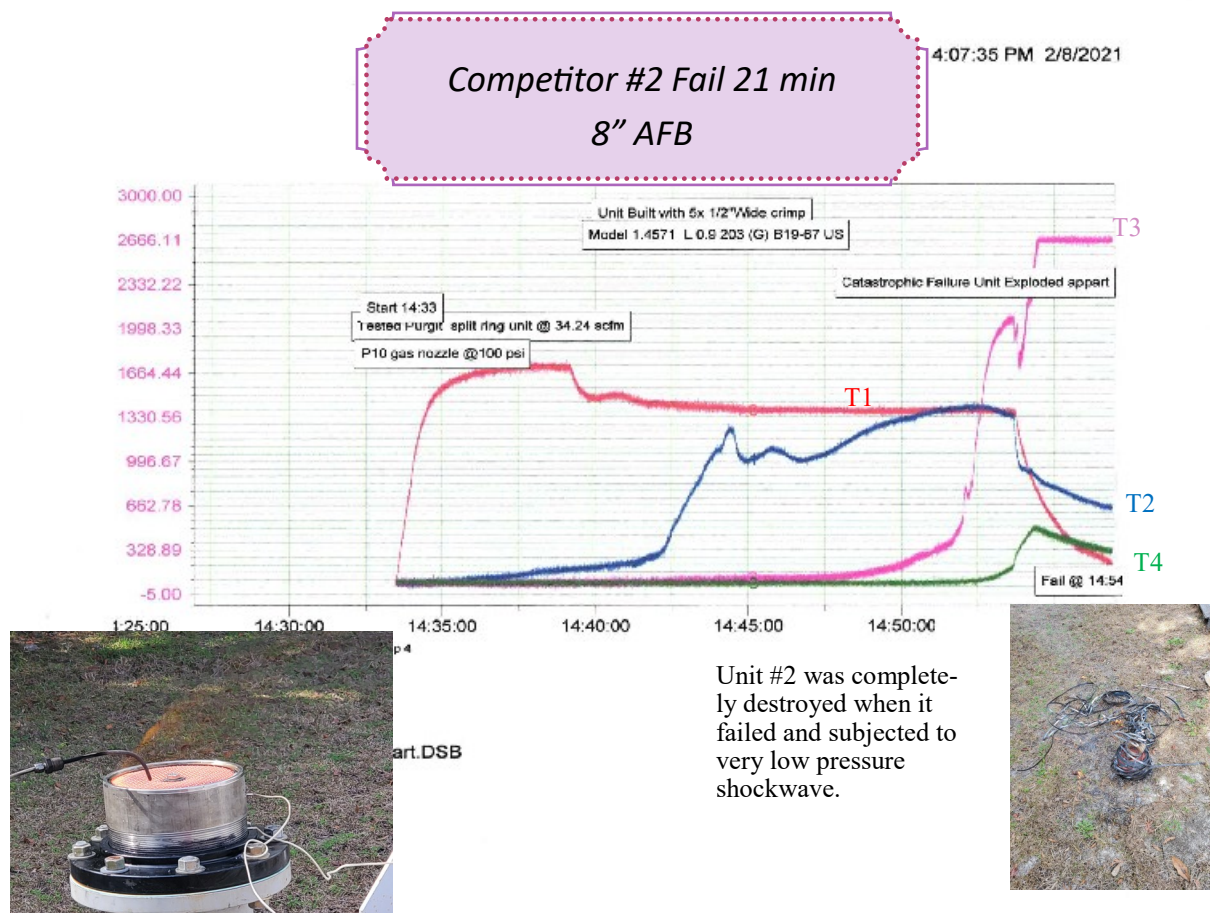 Competitor #2 Fail 21 min
8” AFB
4:07:35 PM 2/8/2021
3000.00
2666.11
2332.22
1998.33
1664.44
1330.56
996.67
662.78
328.89
-5.00
Unit Built with 5x 1/2"Wide crimp
Model 1.4571 L 0.9 203 (G) B19-67 US
T3
Catastrophic Failure Unit Exploded appart
Start 14:33
Tested Purgit split ring unit @ 34.24 scfm
P10 gas nozzle @100 psi
T1
T2
T4
Fail @ 14:54
1:25:00 14:30:00 14:35:00 14:40:00 14:45:00 14:50:00
p 4
art.DSB
Unit #2 was complete-
ly destroyed when it
failed and subjected to
very low pressure
shockwave.